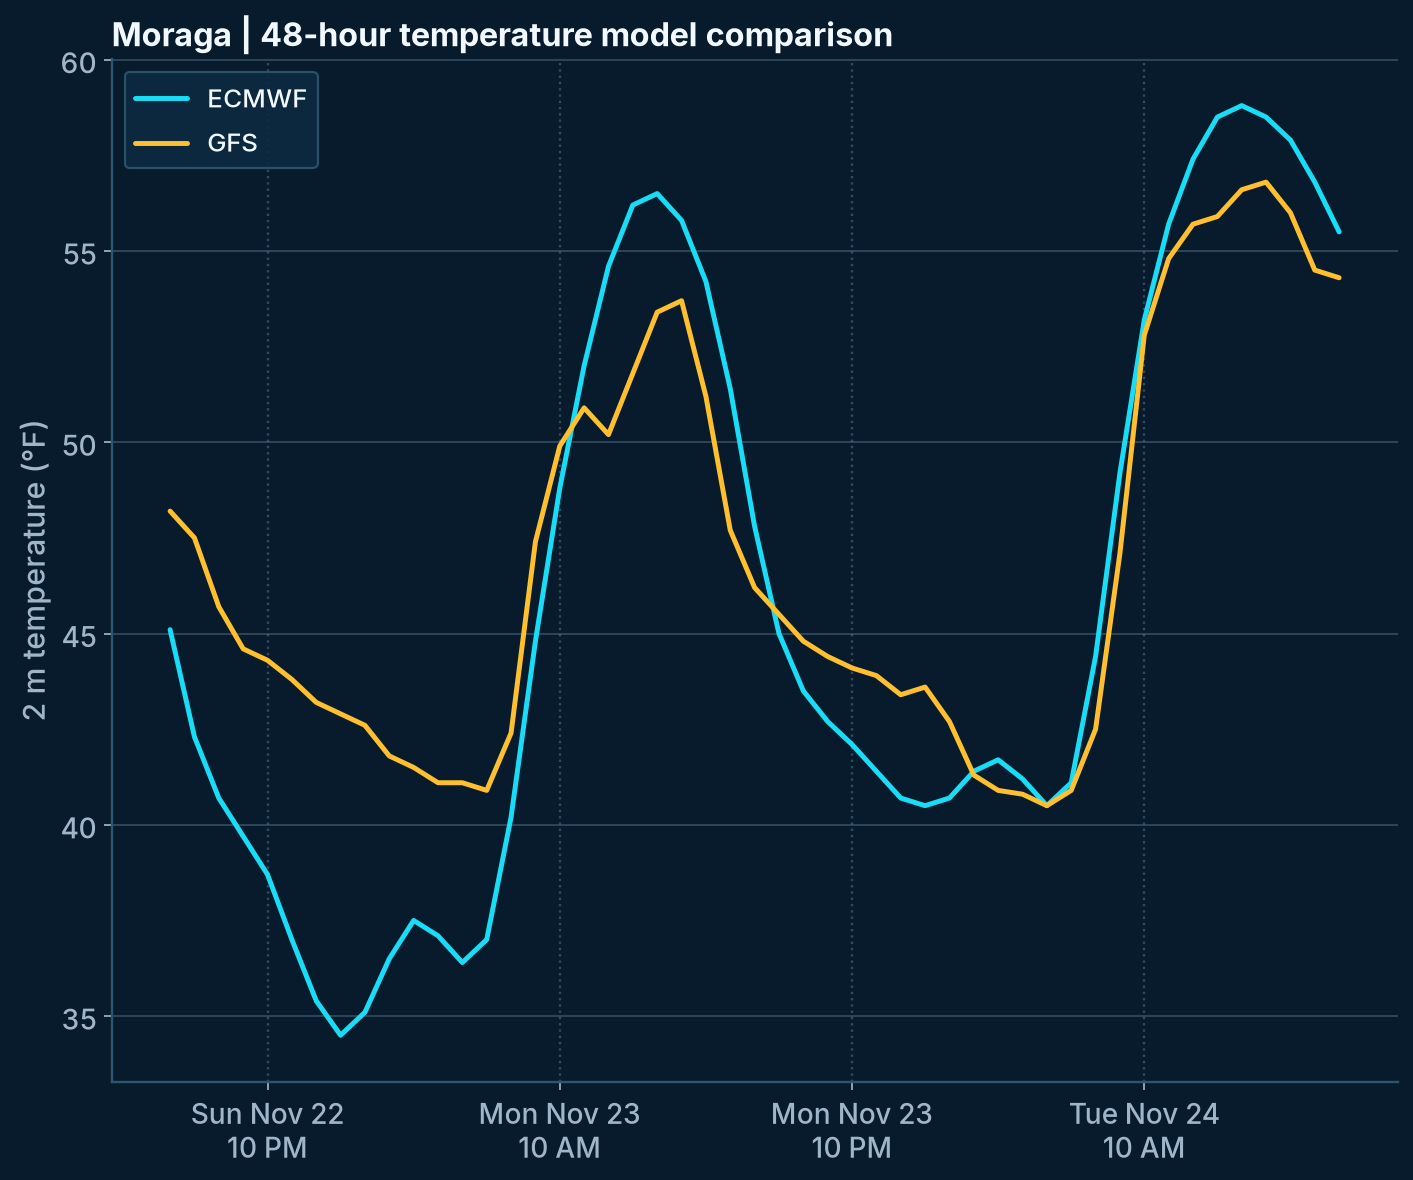 Moraga | 48-hour temperature model comparison
ECMWF
GFS
2 m temperature (°F)
60
55
50
45
40
35
Sun Nov 22
10 PM
Mon Nov 23
10 AM
Mon Nov 23
10 PM
Tue Nov 24
10 AM